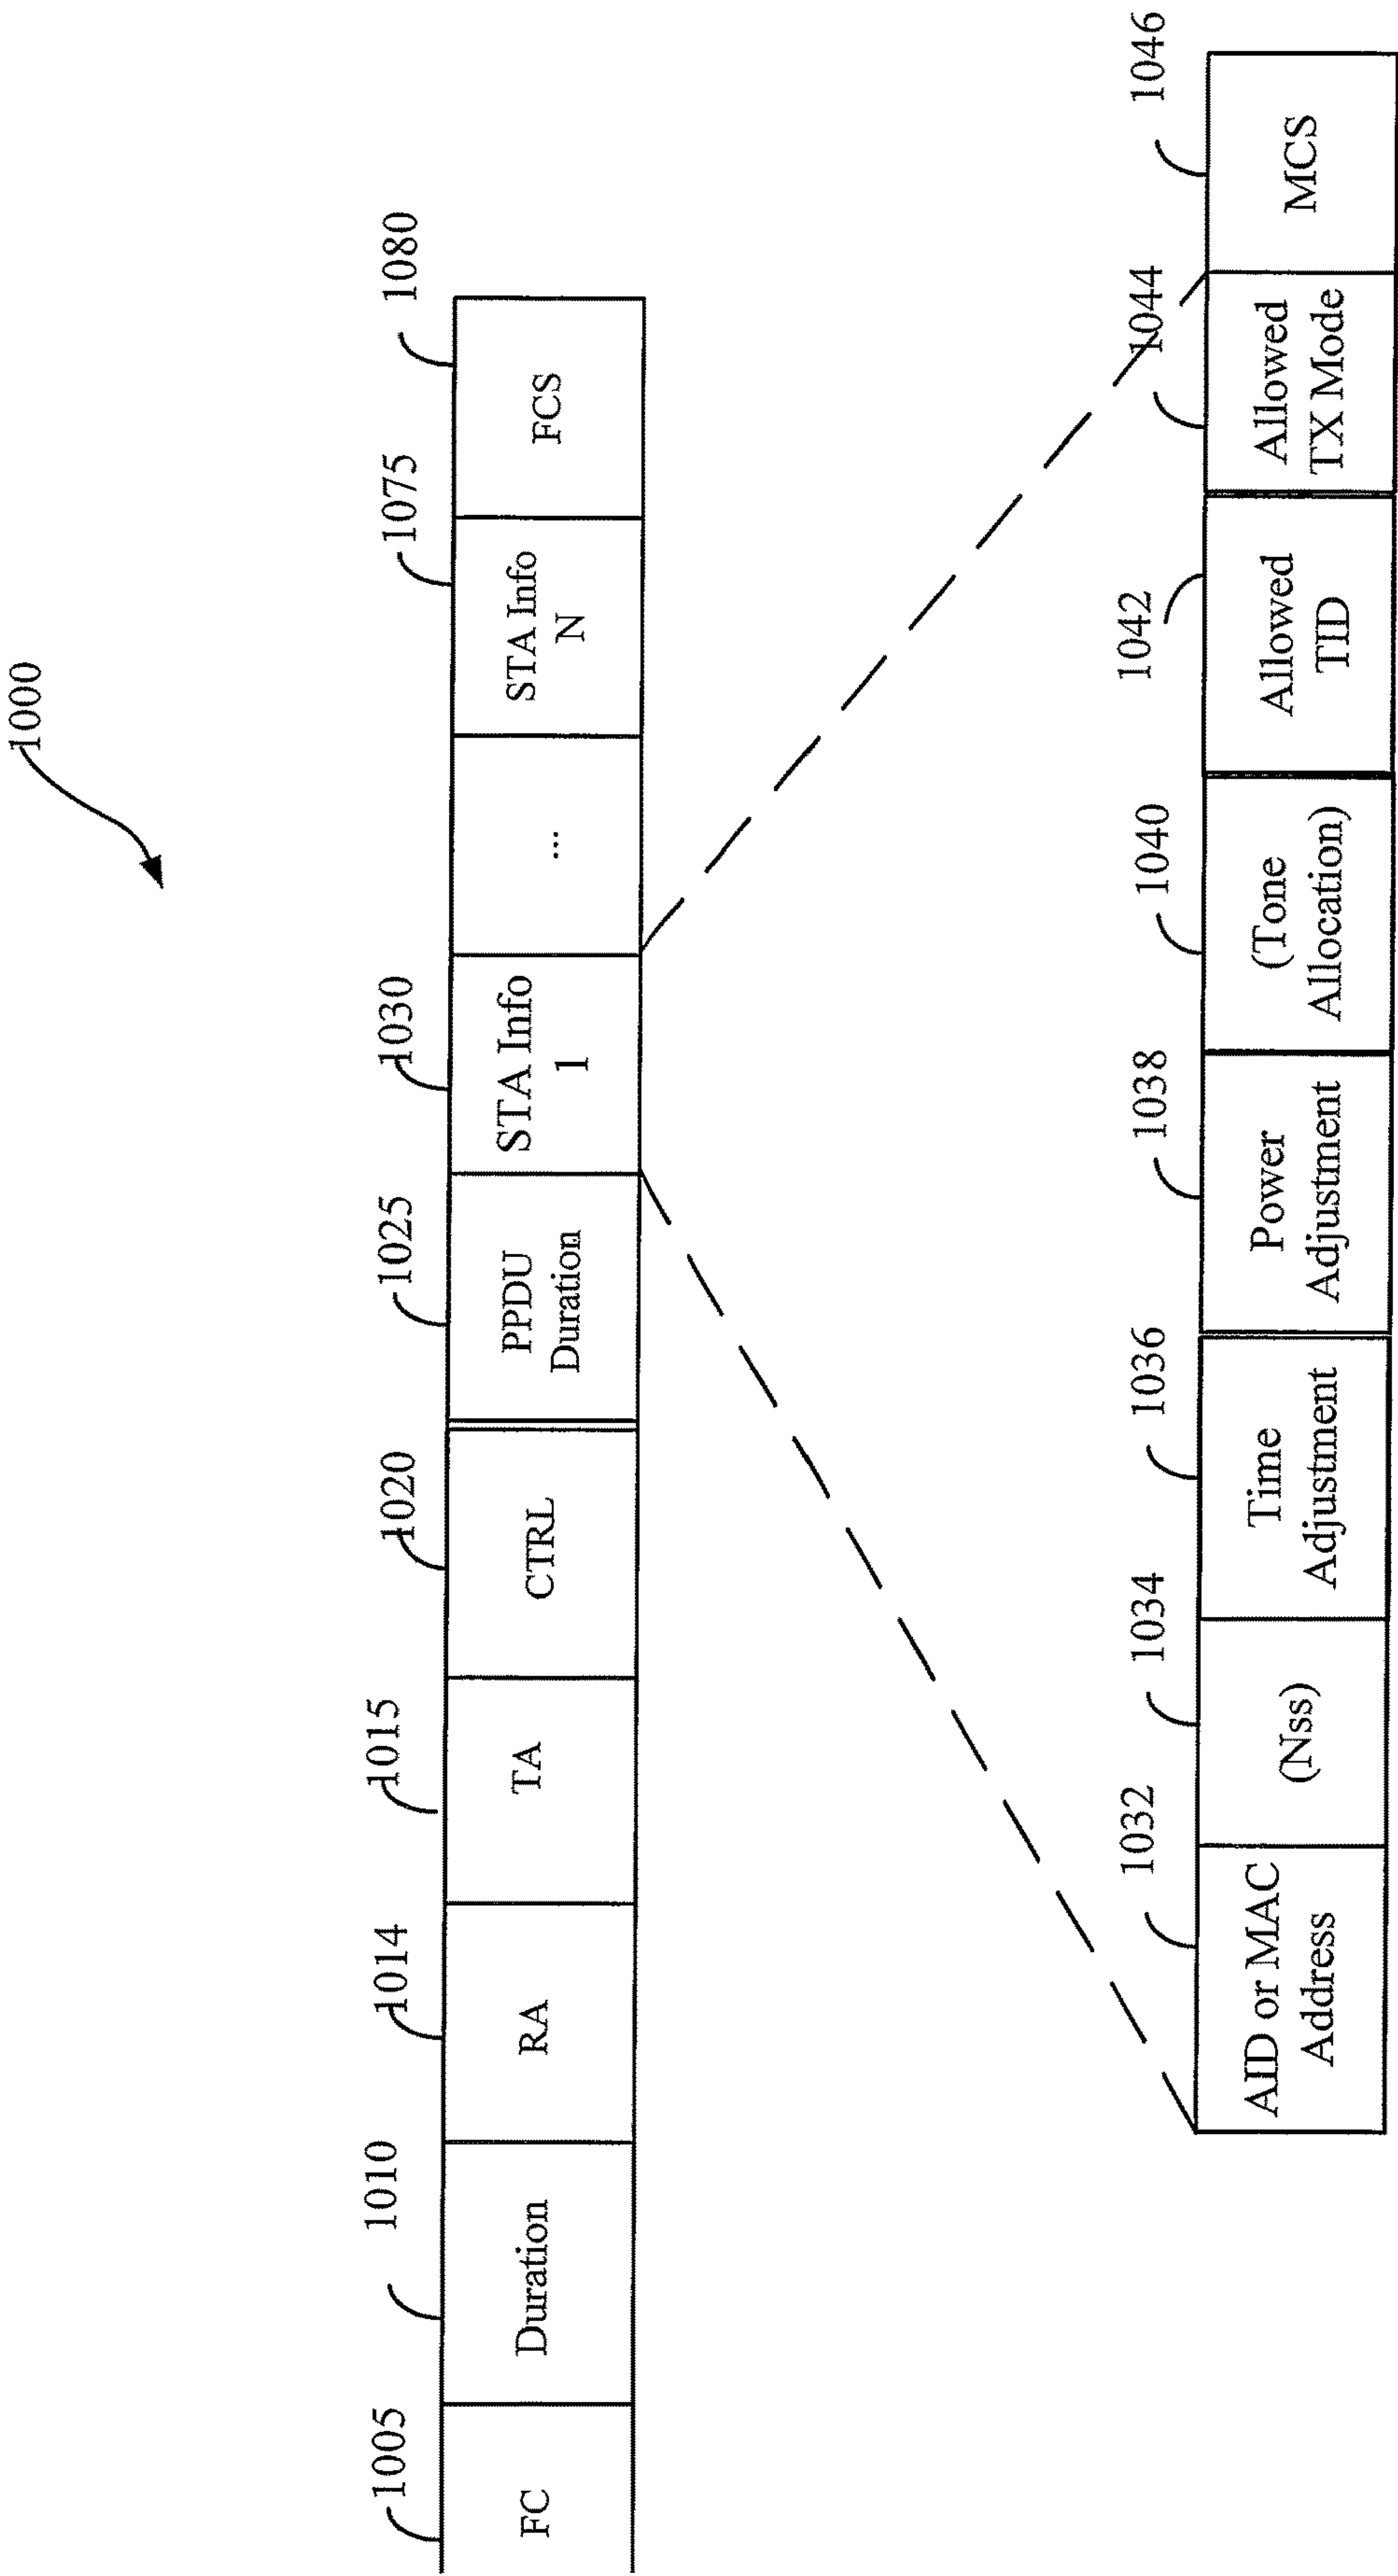 1000
1005
1010
1014
1015
1020
1025
1030
1075
1080
FC
Duration
RA
TA
CTRL
PPDU
Duration
STA Info
1
...
STA Info
N
FCS
1032
1034
1036
1038
1040
1042
1044
1046
AID or MAC
Address
(Nss)
Time
Adjustment
Power
Adjustment
(Tone
Allocation)
Allowed
TID
Allowed
TX Mode
MCS